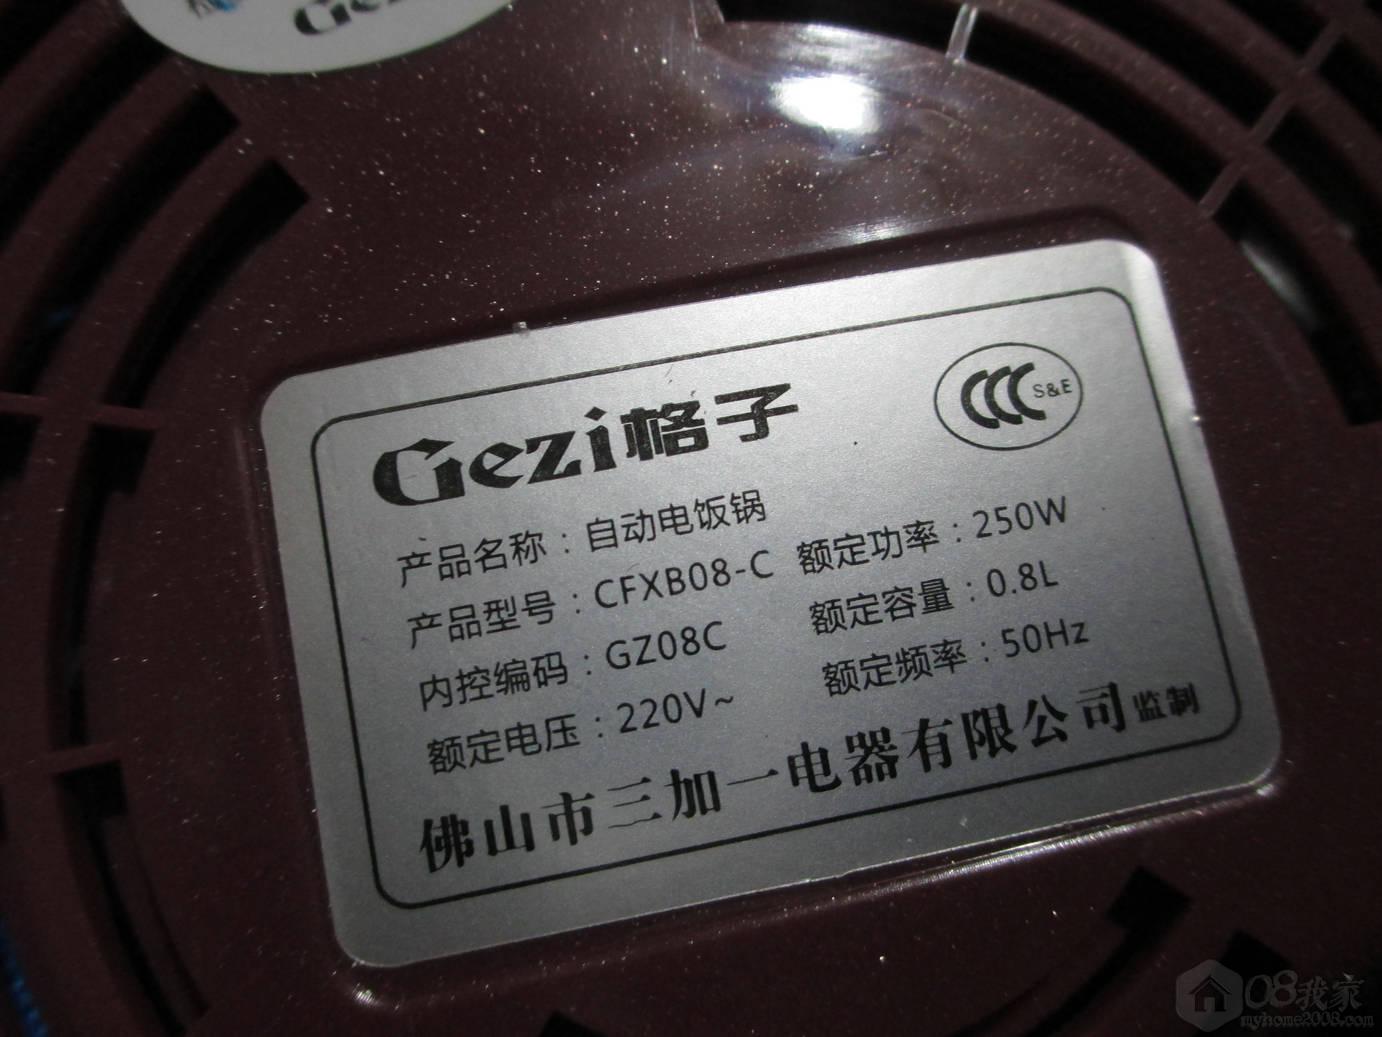 Gezi
Gezi格子
CCC S&E
产品名称：自动电饭锅
产品型号：CFXB08-C 额定功率：250W
内控编码：GZ08C 额定容量：0.8L
额定电压：220V~ 额定频率：50Hz
佛山市三加一电器有限公司监制
08我家
myhome2008.com